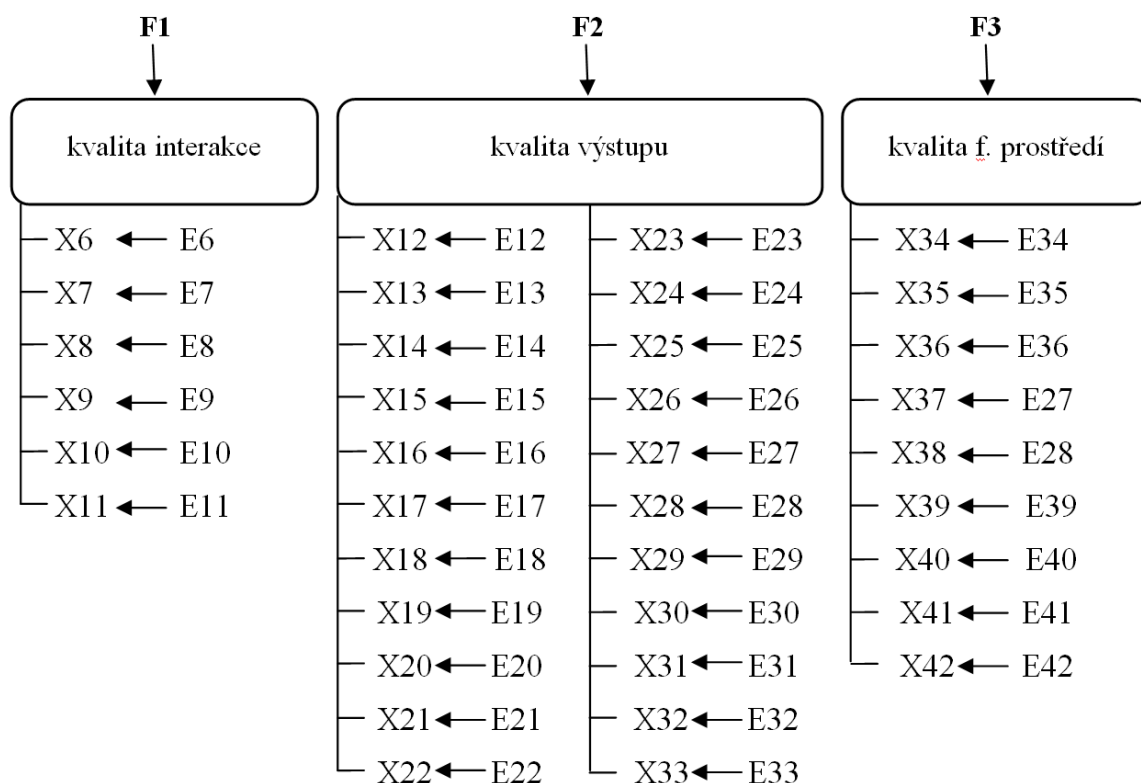 F1 F2 F3
kvalita interakce kvalita výstupu kvalita f. prostředí
X6 E6 X12 E12 X23 E23 X34 E34
X7 E7 X13 E13 X24 E24 X35 E35
X8 E8 X14 E14 X25 E25 X36 E36
X9 E9 X15 E15 X26 E26 X37 E27
X10 E10 X16 E16 X27 E27 X38 E28
X11 E11 X17 E17 X28 E28 X39 E39
X18 E18 X29 E29 X40 E40
X19 E19 X30 E30 X41 E41
X20 E20 X31 E31 X42 E42
X21 E21 X32 E32
X22 E22 X33 E33